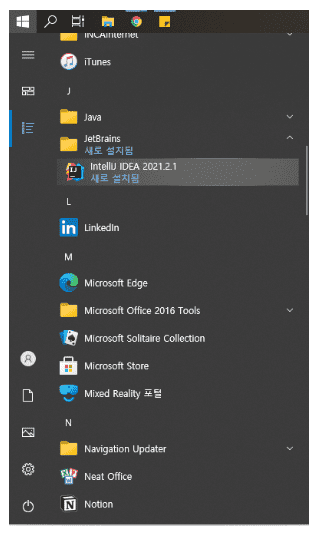 INCAInternet
iTunes
J
Java
JetBrains
새로 설치됨
IntelliJ IDEA 2021.2.1
새로 설치됨
L
LinkedIn
M
Microsoft Edge
Microsoft Office 2016 Tools
Microsoft Solitaire Collection
Microsoft Store
Mixed Reality 포털
N
Navigation Updater
Neat Office
Notion